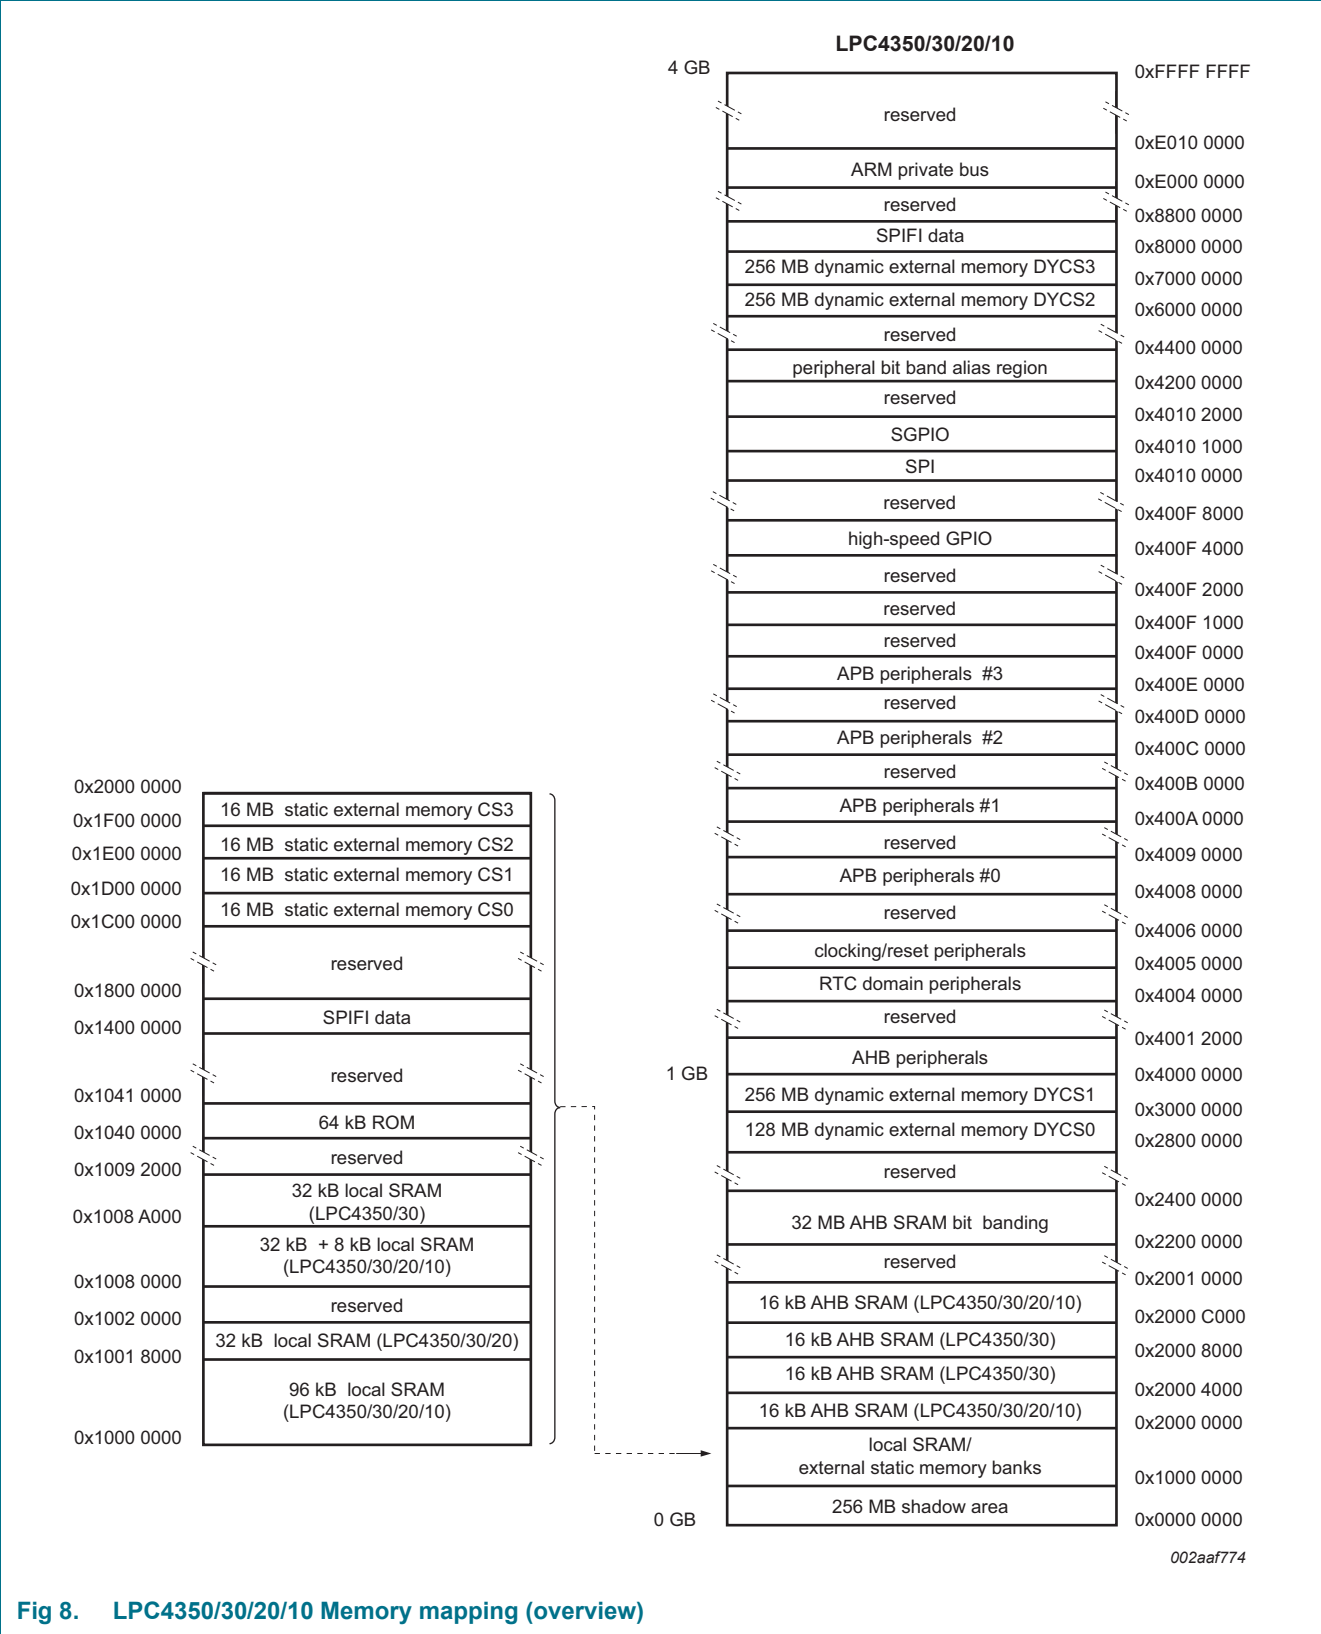 LPC4350/30/20/10
4 GB
0xFFFF FFFF
reserved
0xE010 0000
ARM private bus
0xE000 0000
reserved
0x8800 0000
SPIFI data
0x8000 0000
256 MB dynamic external memory DYCS3
0x7000 0000
256 MB dynamic external memory DYCS2
0x6000 0000
reserved
0x4400 0000
peripheral bit band alias region
0x4200 0000
reserved
0x4010 2000
SGPIO
0x4010 1000
SPI
0x4010 0000
reserved
0x400F 8000
high-speed GPIO
0x400F 4000
reserved
0x400F 2000
reserved
0x400F 1000
reserved
0x400F 0000
APB peripherals #3
0x400E 0000
reserved
0x400D 0000
APB peripherals #2
0x400C 0000
reserved
0x400B 0000
APB peripherals #1
0x400A 0000
reserved
0x4009 0000
APB peripherals #0
0x4008 0000
reserved
0x4006 0000
clocking/reset peripherals
0x4005 0000
RTC domain peripherals
0x4004 0000
reserved
0x4001 2000
AHB peripherals
1 GB
0x4000 0000
256 MB dynamic external memory DYCS1
0x3000 0000
128 MB dynamic external memory DYCS0
0x2800 0000
reserved
0x2400 0000
32 MB AHB SRAM bit banding
0x2200 0000
reserved
0x2001 0000
16 kB AHB SRAM (LPC4350/30/20/10)
0x2000 C000
16 kB AHB SRAM (LPC4350/30)
0x2000 8000
16 kB AHB SRAM (LPC4350/30)
0x2000 4000
16 kB AHB SRAM (LPC4350/30/20/10)
0x2000 0000
local SRAM/
external static memory banks
0x1000 0000
256 MB shadow area
0 GB
0x0000 0000
0x2000 0000
16 MB static external memory CS3
0x1F00 0000
16 MB static external memory CS2
0x1E00 0000
16 MB static external memory CS1
0x1D00 0000
16 MB static external memory CS0
0x1C00 0000
reserved
0x1800 0000
SPIFI data
0x1400 0000
reserved
0x1041 0000
64 kB ROM
0x1040 0000
reserved
0x1009 2000
32 kB local SRAM
(LPC4350/30)
0x1008 A000
32 kB + 8 kB local SRAM
(LPC4350/30/20/10)
0x1008 0000
reserved
0x1002 0000
32 kB local SRAM (LPC4350/30/20)
0x1001 8000
96 kB local SRAM
(LPC4350/30/20/10)
0x1000 0000
002aaf774
Fig 8. LPC4350/30/20/10 Memory mapping (overview)